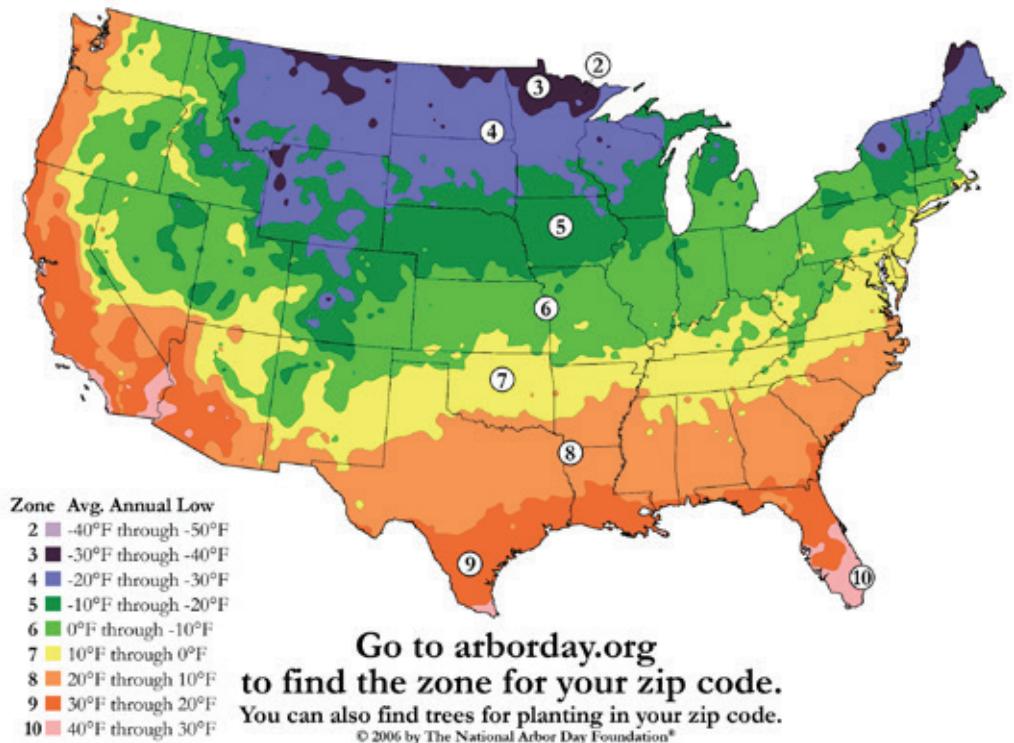 2
3
4
5
6
7
8
9
10
Zone Avg. Annual Low
2 -40°F through -50°F
3 -30°F through -40°F
4 -20°F through -30°F
5 -10°F through -20°F
6 0°F through -10°F
7 10°F through 0°F
8 20°F through 10°F
9 30°F through 20°F
10 40°F through 30°F
Go to arborday.org
to find the zone for your zip code.
You can also find trees for planting in your zip code.
© 2006 by The National Arbor Day Foundation®